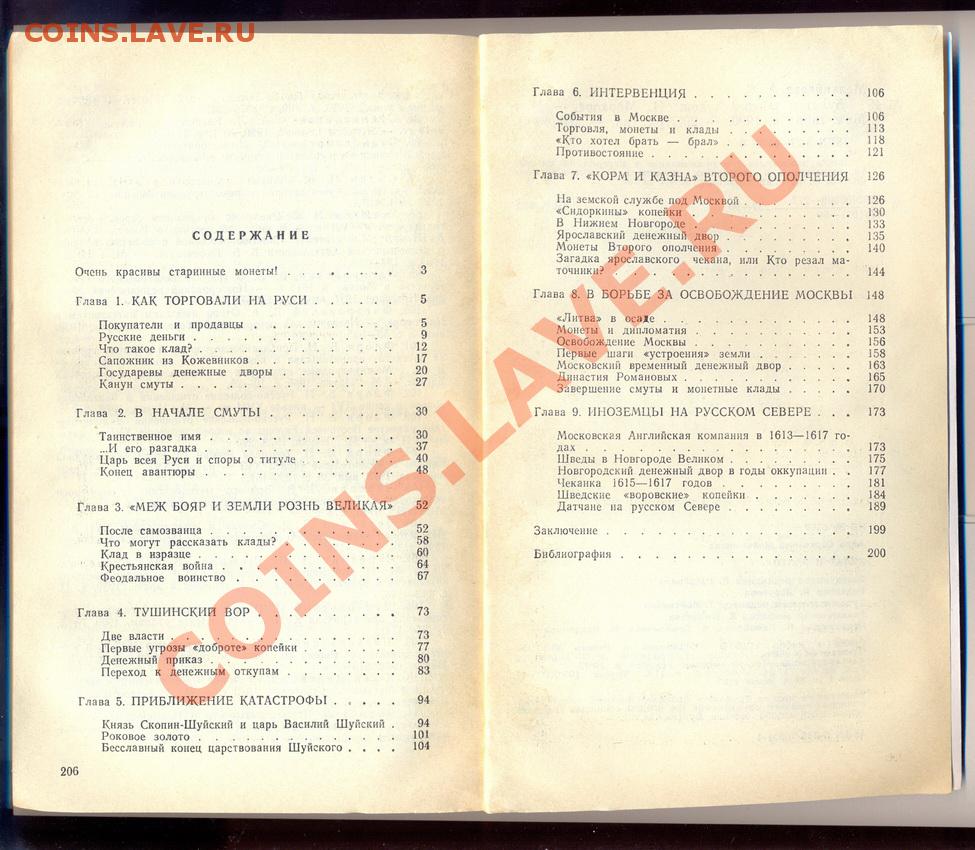 COINS.LAVE.RU
СОДЕРЖАНИЕ
Очень красивы старинные монеты! . . . . . . . . 3
Глава 1. КАК ТОРГОВАЛИ НА РУСИ . . . . . . 5
Покупатели и продавцы . . . . . . . . . . 5
Русские деньги . . . . . . . . . . . . . . 9
Что такое клад? . . . . . . . . . . . . . 12
Сапожник из Кожевников . . . . . . . . . . 17
Государевы денежные дворы . . . . . . . . . 20
Канун смуты . . . . . . . . . . . . . . . 27
Глава 2. В НАЧАЛЕ СМУТЫ . . . . . . . . . 30
Таинственное имя . . . . . . . . . . . . . 30
...И его разгадка . . . . . . . . . . . . . 37
Царь всея Руси и споры о титуле . . . . . . . 40
Конец авантюры . . . . . . . . . . . . . . 48
Глава 3. «МЕЖ БОЯР И ЗЕМЛИ РОЗНЬ ВЕЛИКАЯ» 52
После самозванца . . . . . . . . . . . . . 52
Что могут рассказать клады? . . . . . . . . . 58
Клад в изразце . . . . . . . . . . . . . . 60
Крестьянская война . . . . . . . . . . . . 64
Феодальное воинство . . . . . . . . . . . . 67
Глава 4. ТУШИНСКИЙ ВОР . . . . . . . . . . 73
Две власти . . . . . . . . . . . . . . . . 73
Первые угрозы «доброте» копейки . . . . . . . 77
Денежный приказ . . . . . . . . . . . . . 80
Переход к денежным откупам . . . . . . . . . 83
Глава 5. ПРИБЛИЖЕНИЕ КАТАСТРОФЫ . . . . . 94
Князь Скопин-Шуйский и царь Василий Шуйский . 94
Роковое золото . . . . . . . . . . . . . . 101
Бесславный конец царствования Шуйского . . . . 104
206
Глава 6. ИНТЕРВЕНЦИЯ . . . . . . . . . . 106
События в Москве . . . . . . . . . . . . . 106
Торговля, монеты и клады . . . . . . . . . . 113
«Кто хотел брать — брал» . . . . . . . . . . 118
Противостояние . . . . . . . . . . . . . . 121
Глава 7. «КОРМ И КАЗНА» ВТОРОГО ОПОЛЧЕНИЯ 126
На земской службе под Москвой . . . . . . . . 126
«Сидоркины» копейки . . . . . . . . . . . . 130
В Нижнем Новгороде . . . . . . . . . . . . 133
Ярославский денежный двор . . . . . . . . . 135
Монеты Второго ополчения . . . . . . . . . . 140
Загадка ярославского чекана, или Кто резал ма-
точники? . . . . . . . . . . . . . . . . . 144
Глава 8. В БОРЬБЕ ЗА ОСВОБОЖДЕНИЕ МОСКВЫ 148
«Литва» в осаде . . . . . . . . . . . . . . 148
Монеты и дипломатия . . . . . . . . . . . . 153
Освобождение Москвы . . . . . . . . . . . . 156
Первые шаги «устроения» земли . . . . . . . . 158
Московский временный денежный двор . . . . . 163
Династия Романовых . . . . . . . . . . . . 165
Завершение смуты и монетные клады . . . . . . 170
Глава 9. ИНОЗЕМЦЫ НА РУССКОМ СЕВЕРЕ . . . 173
Московская Английская компания в 1613—1617 го-
дах . . . . . . . . . . . . . . . . . . . 173
Шведы в Новгороде Великом . . . . . . . . . 175
Новгородский денежный двор в годы оккупации . . 177
Чеканка 1615—1617 годов . . . . . . . . . . 181
Шведские «воровские» копейки . . . . . . . . 184
Датчане на русском Севере . . . . . . . . . . 189
Заключение . . . . . . . . . . . . . . . . 199
Библиография . . . . . . . . . . . . . . . 200
COINS.LAVE.RU